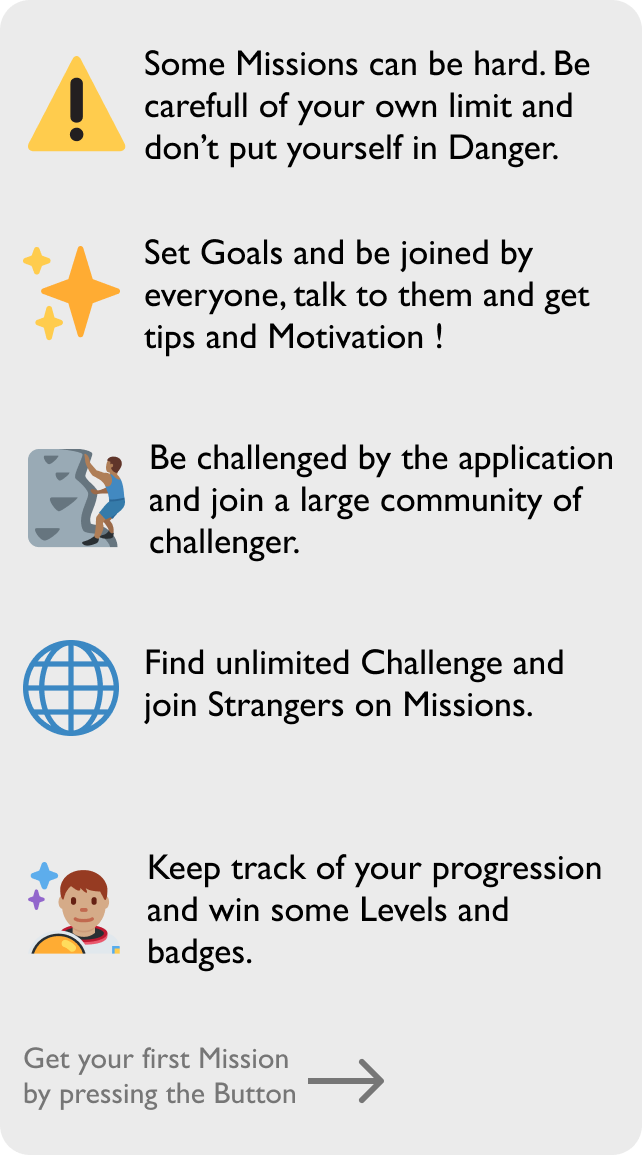 Some Missions can be hard. Be
carefull of your own limit and
don’t put yourself in Danger.
Set Goals and be joined by
everyone, talk to them and get
tips and Motivation !
Be challenged by the application
and join a large community of
challenger.
Find unlimited Challenge and
join Strangers on Missions.
Keep track of your progression
and win some Levels and
badges.
Get your first Mission
by pressing the Button